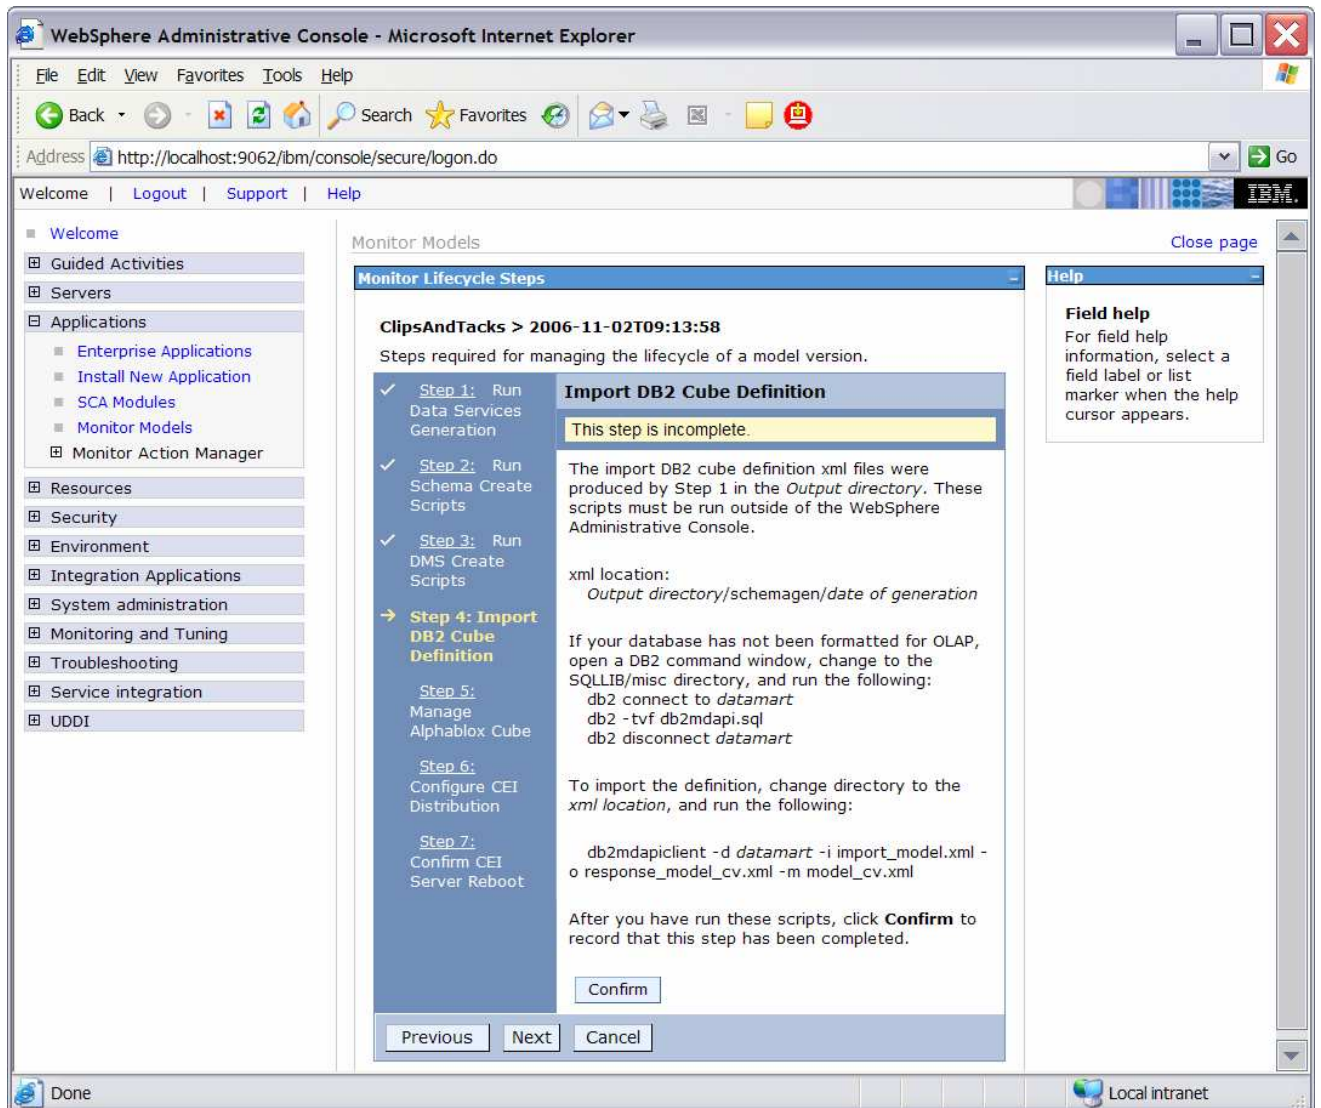 WebSphere Administrative Console - Microsoft Internet Explorer
File Edit View Favorites Tools Help
Back Search Favorites
Address http://localhost:9062/ibm/console/secure/logon.do Go
Welcome | Logout | Support | Help
IBM.
Welcome
Guided Activities
Servers
Applications
Enterprise Applications
Install New Application
SCA Modules
Monitor Models
Monitor Action Manager
Resources
Security
Environment
Integration Applications
System administration
Monitoring and Tuning
Troubleshooting
Service integration
UDDI
Monitor Models
Close page
Monitor Lifecycle Steps
ClipsAndTacks > 2006-11-02T09:13:58
Steps required for managing the lifecycle of a model version.
Step 1: Run
Data Services
Generation
Step 2: Run
Schema Create
Scripts
Step 3: Run
DMS Create
Scripts
Step 4: Import
DB2 Cube
Definition
Step 5:
Manage
Alphablox Cube
Step 6:
Configure CEI
Distribution
Step 7:
Confirm CEI
Server Reboot
Import DB2 Cube Definition
This step is incomplete.
The import DB2 cube definition xml files were
produced by Step 1 in the Output directory. These
scripts must be run outside of the WebSphere
Administrative Console.
xml location:
Output directory/schemagen/date of generation
If your database has not been formatted for OLAP,
open a DB2 command window, change to the
SQLLIB/misc directory, and run the following:
db2 connect to datamart
db2 -tvf db2mdapi.sql
db2 disconnect datamart
To import the definition, change directory to the
xml location, and run the following:
db2mdapiclient -d datamart -i import_model.xml -
o response_model_cv.xml -m model_cv.xml
After you have run these scripts, click Confirm to
record that this step has been completed.
Confirm
Previous Next Cancel
Help
Field help
For field help
information, select a
field label or list
marker when the help
cursor appears.
Done
Local intranet